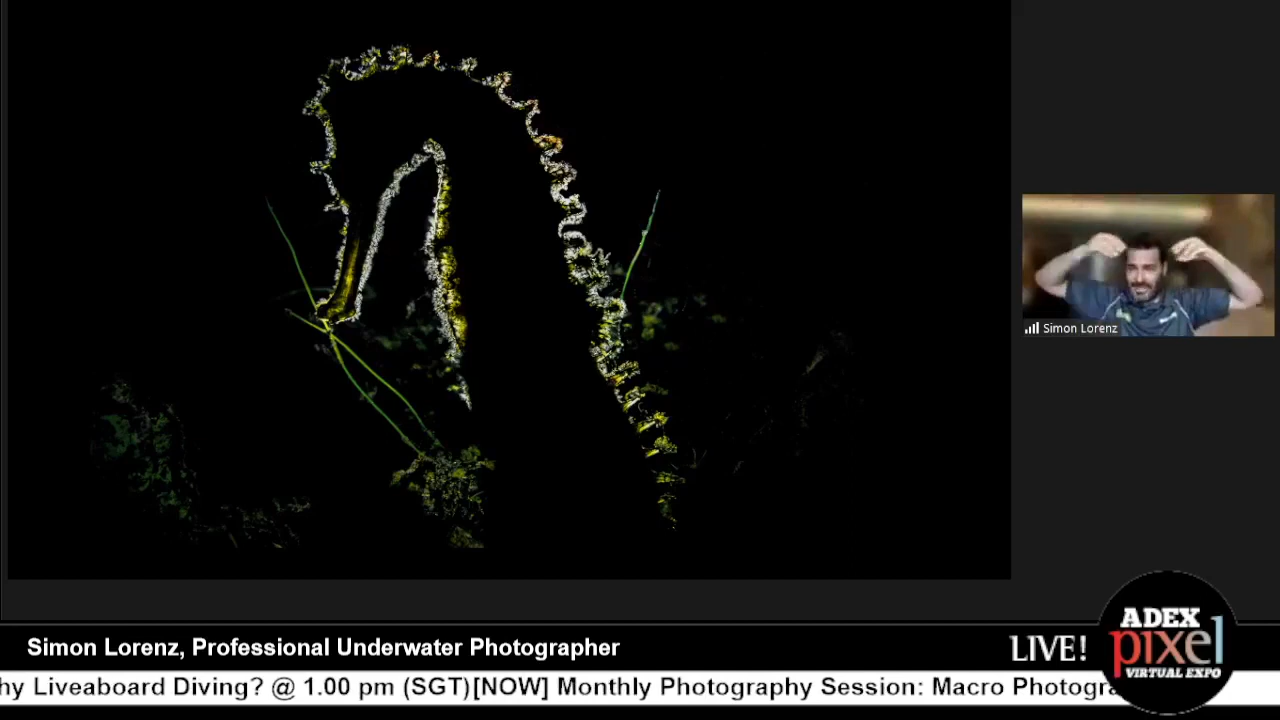 Simon Lorenz
Simon Lorenz, Professional Underwater Photographer
LIVE!
ADEX
pixel
VIRTUAL EXPO
hy Liveaboard Diving? @ 1.00 pm (SGT)[NOW] Monthly Photography Session: Macro Photogra